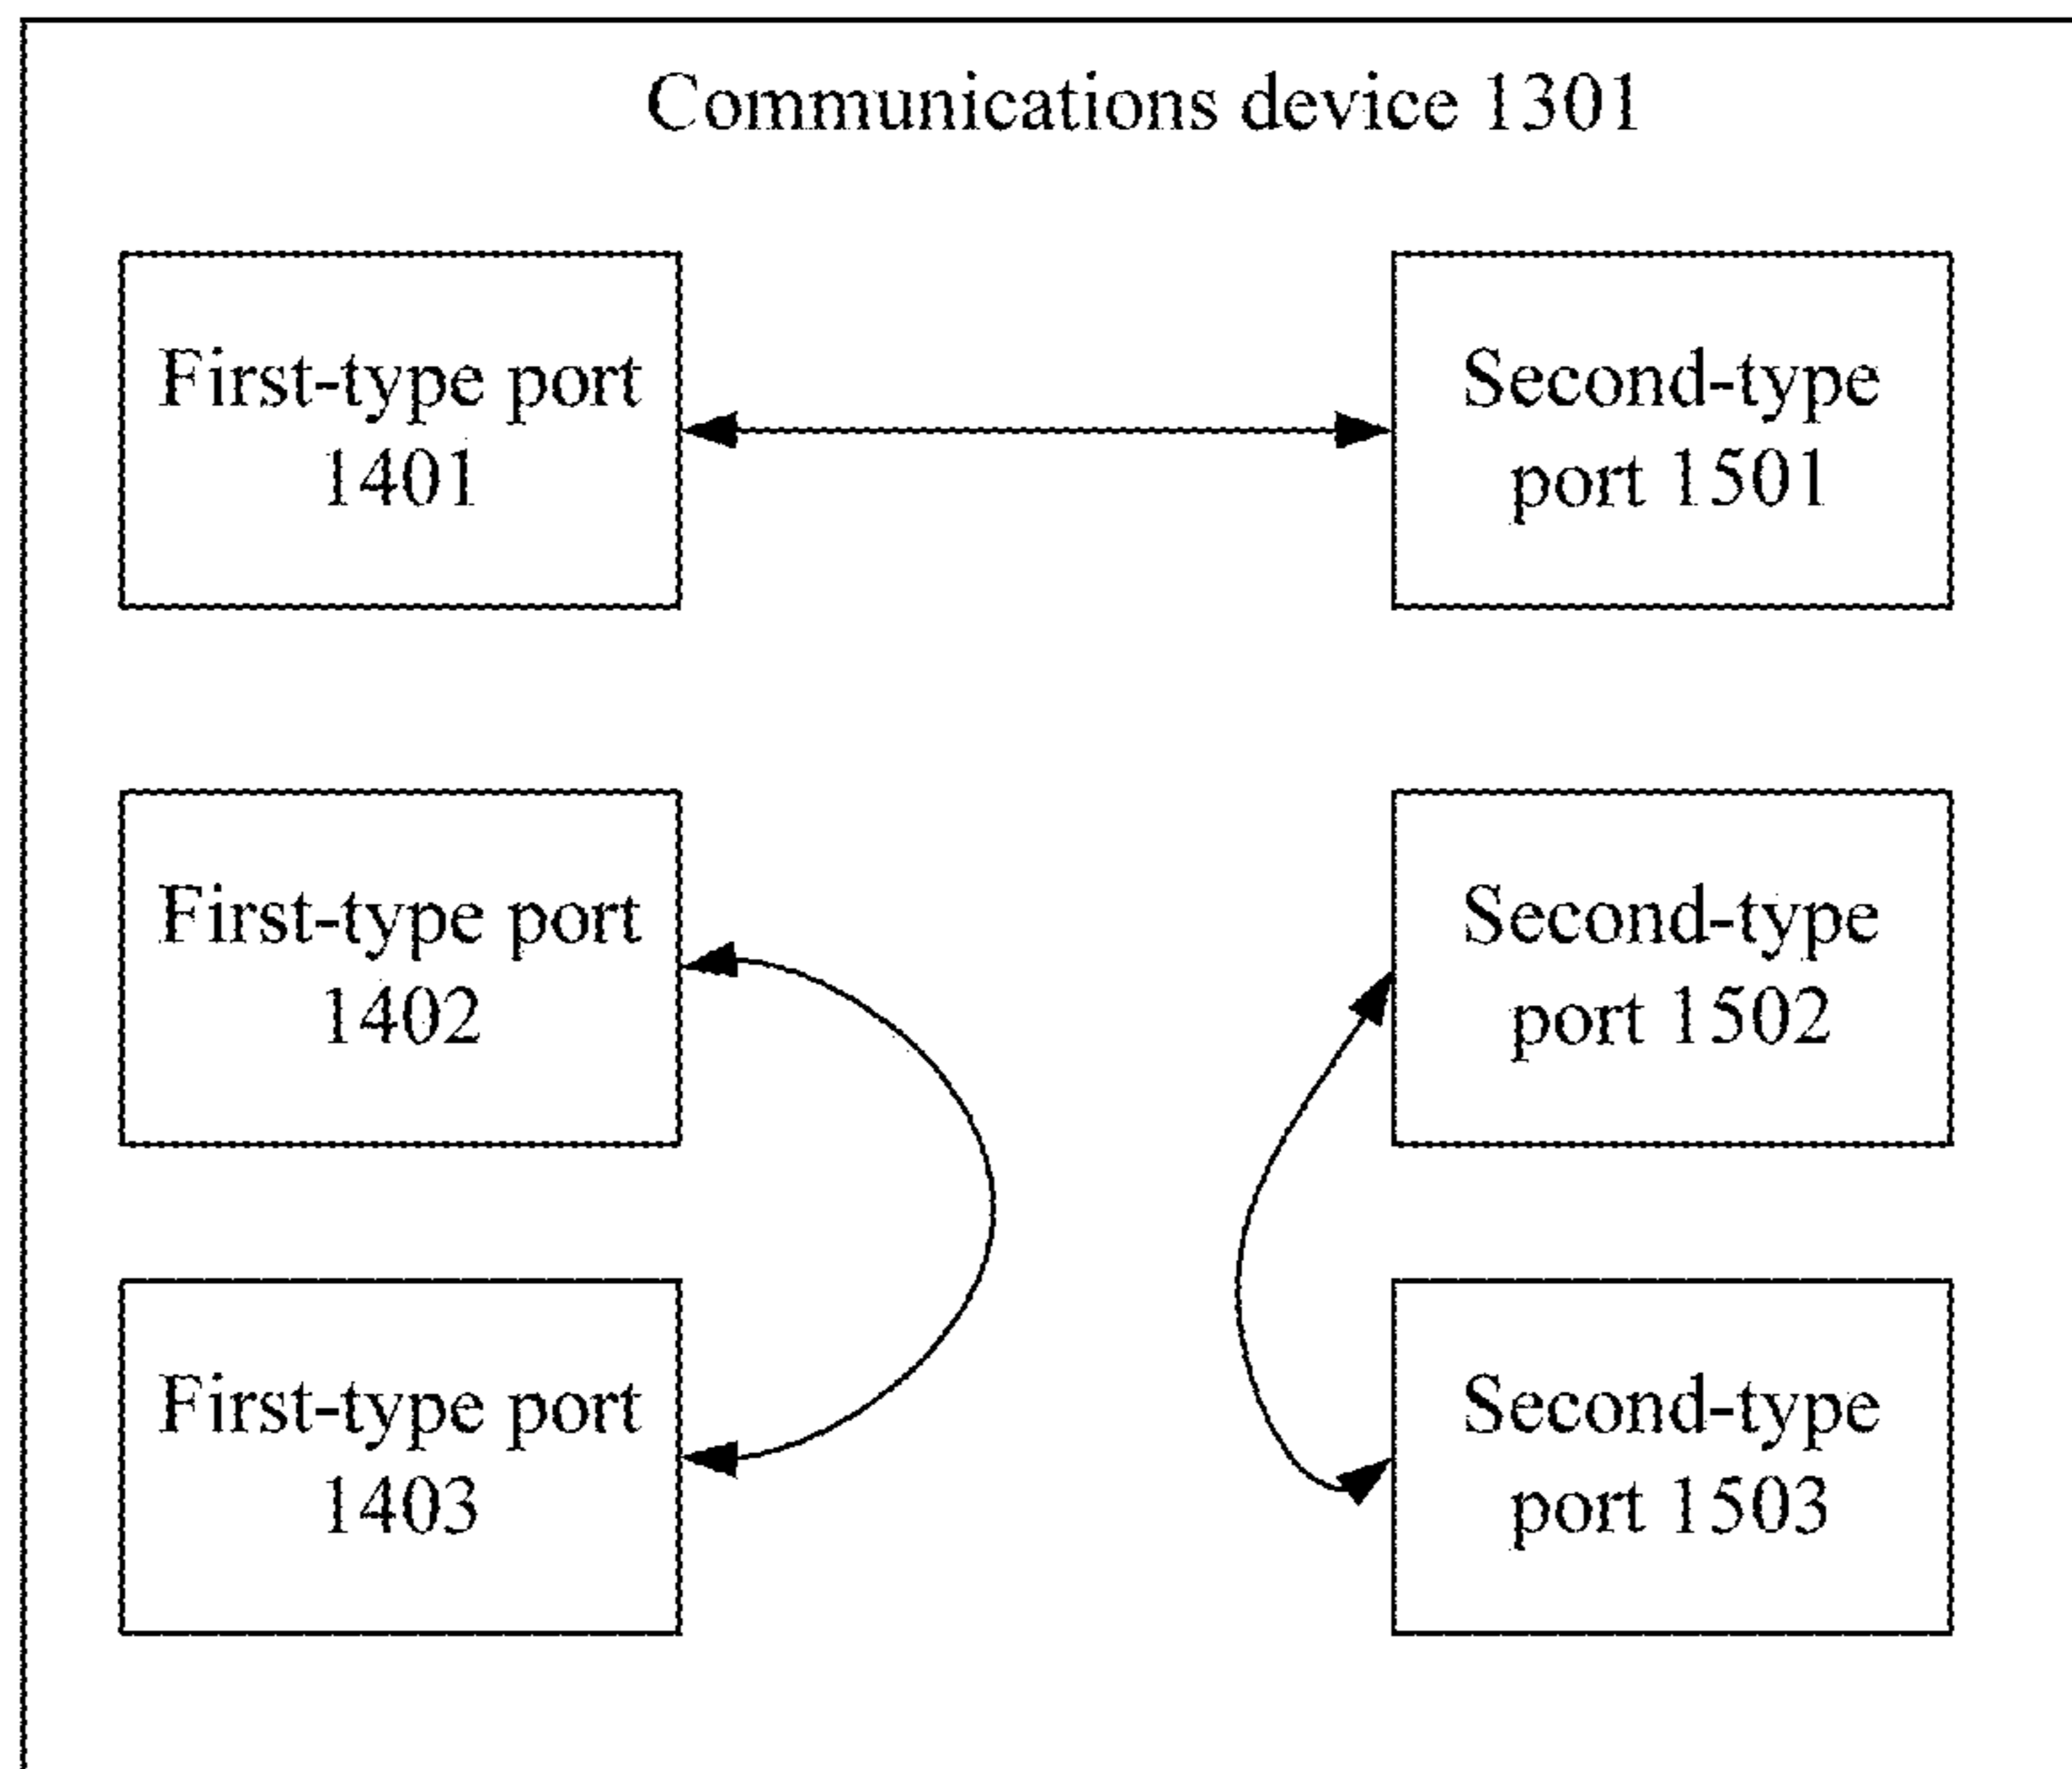 Communications device 1301
First-type port
1401
Second-type
port 1501
First-type port
1402
Second-type
port 1502
First-type port
1403
Second-type
port 1503